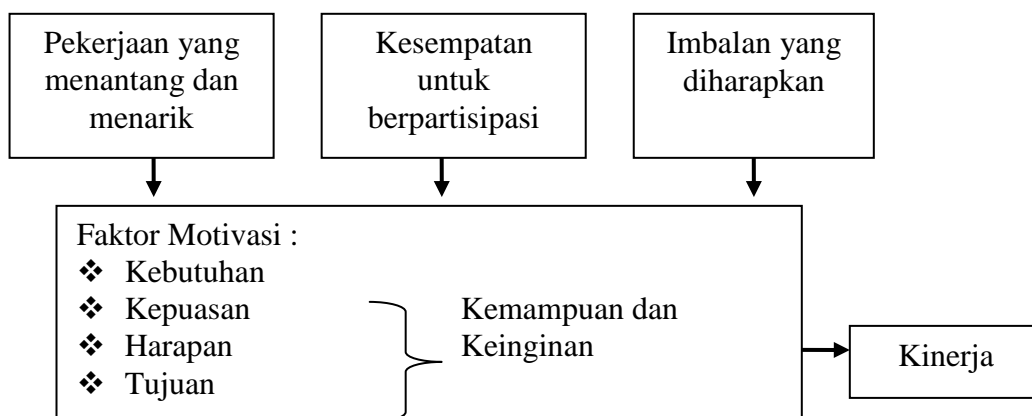 Pekerjaan yang
menantang dan
menarik
Kesempatan
untuk
berpartisipasi
Imbalan yang
diharapkan
Faktor Motivasi :
❖ Kebutuhan
❖ Kepuasan
❖ Harapan
❖ Tujuan
Kemampuan dan
Keinginan
Kinerja